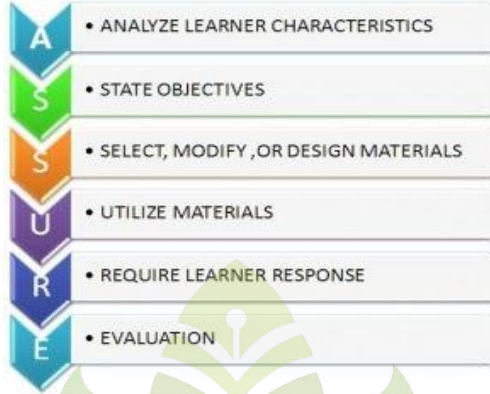 A • ANALYZE LEARNER CHARACTERISTICS
S • STATE OBJECTIVES
S • SELECT, MODIFY ,OR DESIGN MATERIALS
U • UTILIZE MATERIALS
R • REQUIRE LEARNER RESPONSE
E • EVALUATION